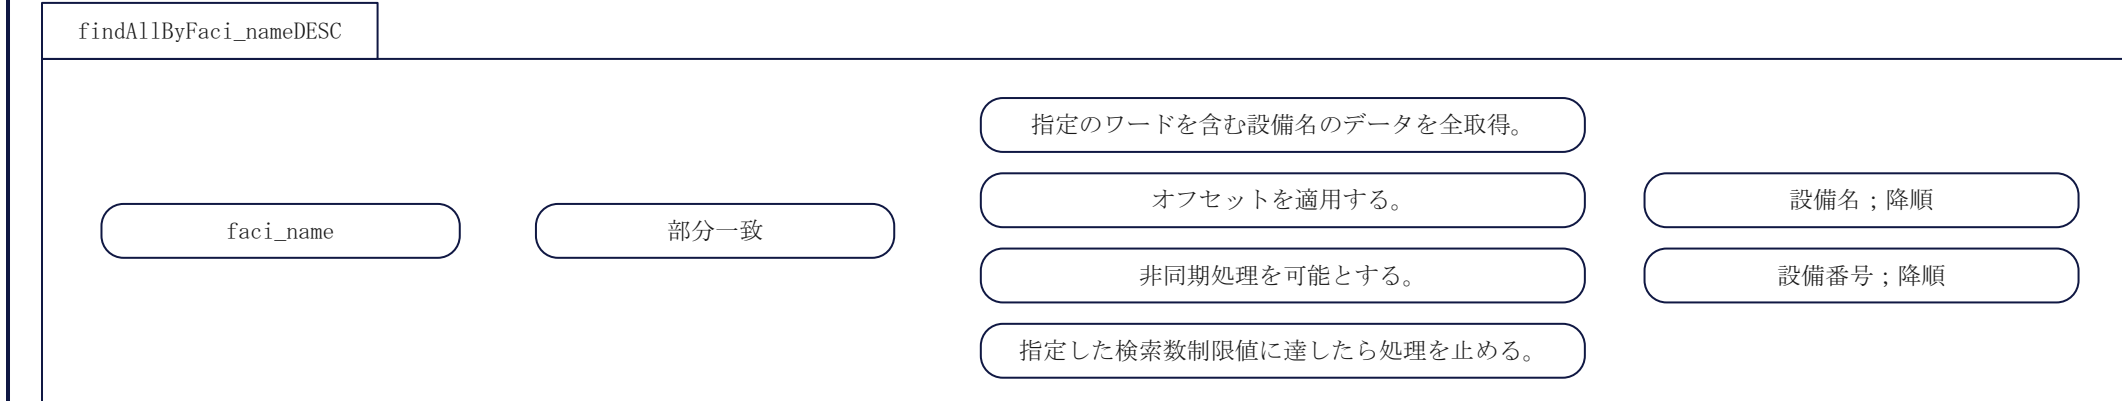 findAllByFaci_nameDESC
faci_name
部分一致
指定のワードを含む設備名のデータを全取得。
オフセットを適用する。
非同期処理を可能とする。
指定した検索数制限値に達したら処理を止める。
設備名；降順
設備番号；降順